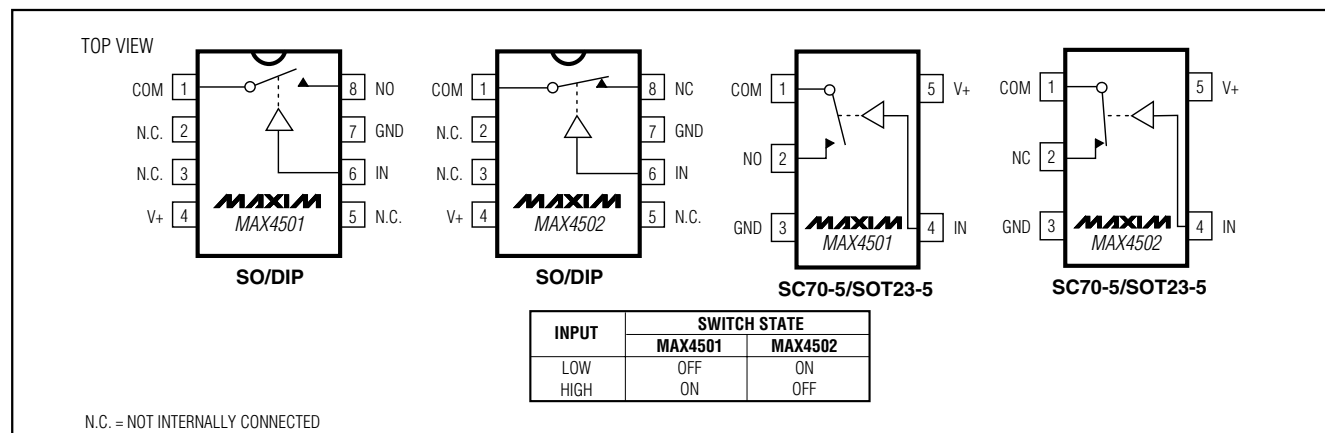 TOP VIEW
COM 1 8 NO
N.C. 2 7 GND
N.C. 3 6 IN
V+ 4 5 N.C.
MAXIM
MAX4501
SO/DIP
COM 1 8 NC
N.C. 2 7 GND
N.C. 3 6 IN
V+ 4 5 N.C.
MAXIM
MAX4502
SO/DIP
COM 1 5 V+
NO 2
GND 3 4 IN
MAXIM
MAX4501
SC70-5/SOT23-5
COM 1 5 V+
NC 2
GND 3 4 IN
MAXIM
MAX4502
SC70-5/SOT23-5
INPUT SWITCH STATE
MAX4501 MAX4502
LOW OFF ON
HIGH ON OFF
N.C. = NOT INTERNALLY CONNECTED